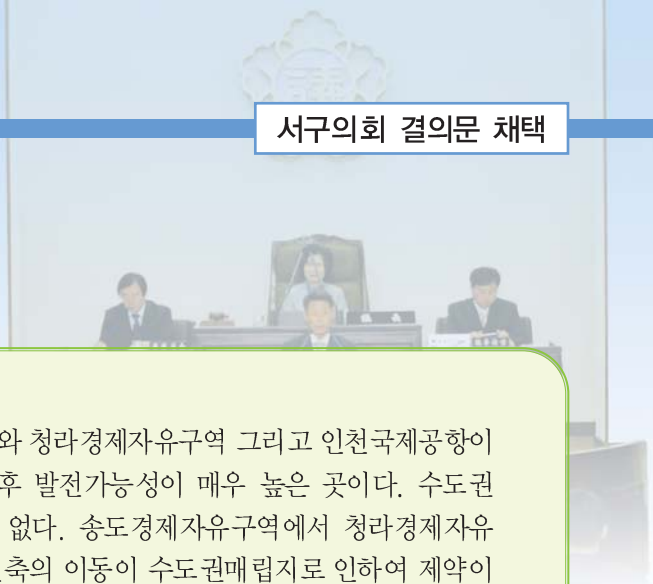 서구의회 결의문 채택
와 청라경제자유구역 그리고 인천국제공항이
후 발전가능성이 매우 높은 곳이다. 수도권
없다. 송도경제자유구역에서 청라경제자유
축의 이동이 수도권매립지로 인하여 제약이